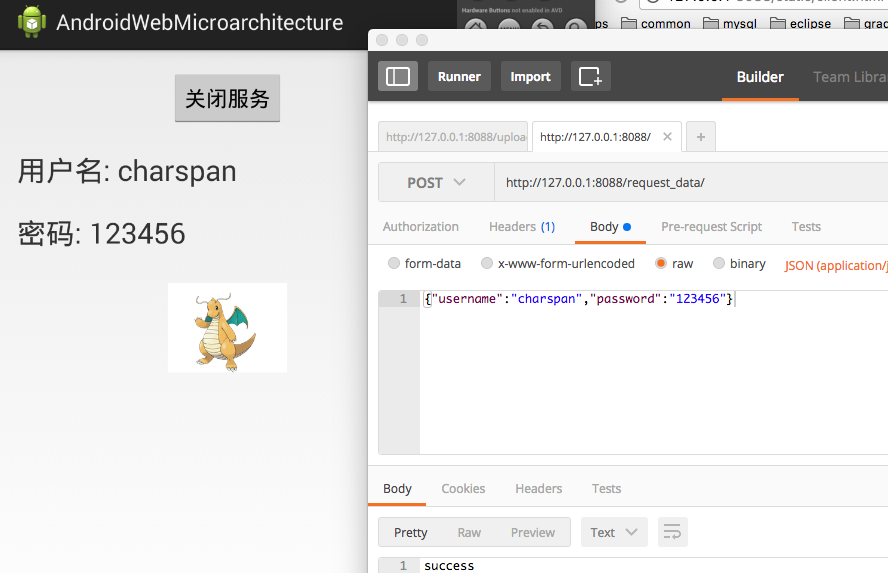 AndroidWebMicroarchitecture
关闭服务
用户名: charspan
密码: 123456
Hardware Buttons not enabled in AVD
common
mysql
eclipse
Runner
Import
Builder
Team Libra
http://127.0.0.1:8088/uploa
http://127.0.0.1:8088/
POST
http://127.0.0.1:8088/request_data/
Authorization
Headers (1)
Body
Pre-request Script
Tests
form-data
x-www-form-urlencoded
raw
binary
JSON (application/j
1
{"username":"charspan","password":"123456"}
Body
Cookies
Headers
Tests
Pretty
Raw
Preview
Text
1
success